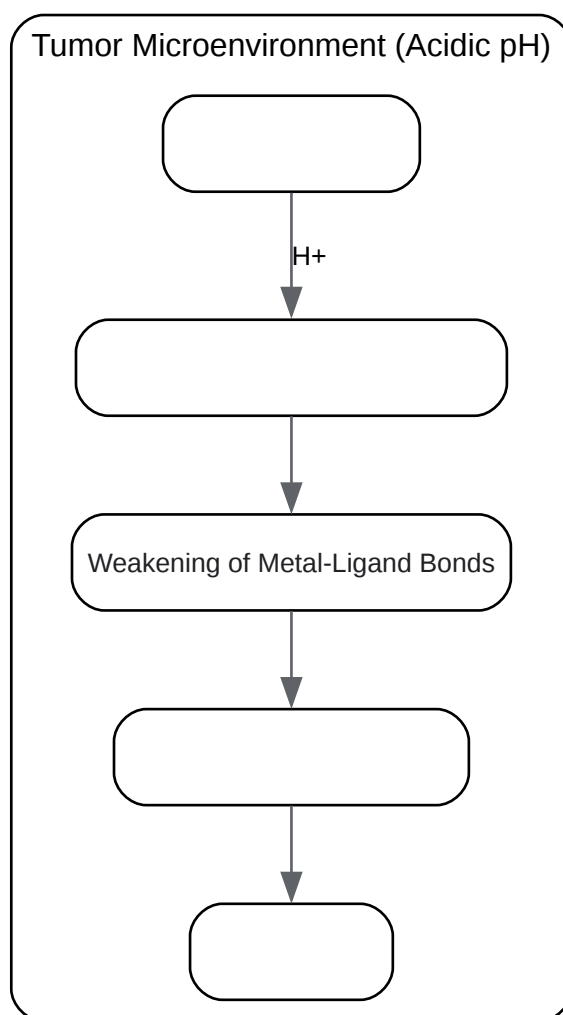 Tumor Microenvironment (Acidic pH)
H+
Weakening of Metal-Ligand Bonds